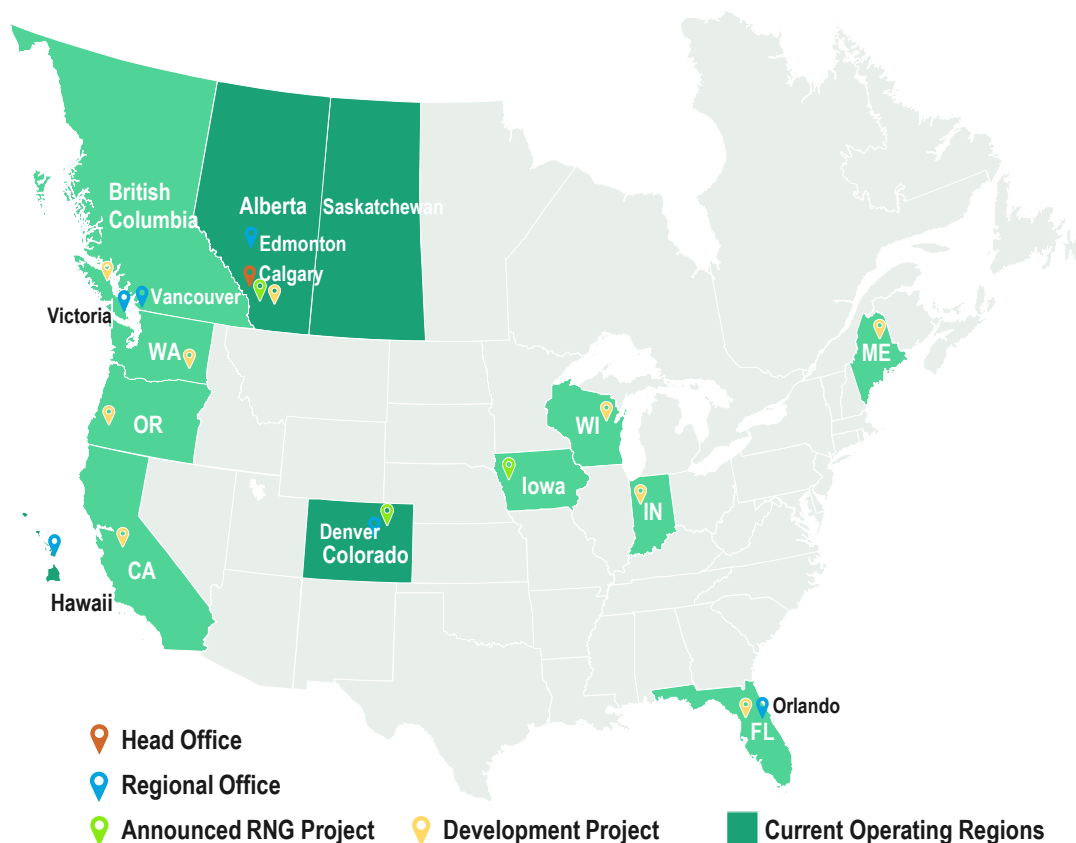 British
Columbia
Alberta
Saskatchewan
Edmonton
Calgary
Vancouver
Victoria
WA
ME
OR
WI
Iowa
IN
Denver
Colorado
CA
Hawaii
Orlando
FL
Head Office
Regional Office
Announced RNG Project
Development Project
Current Operating Regions